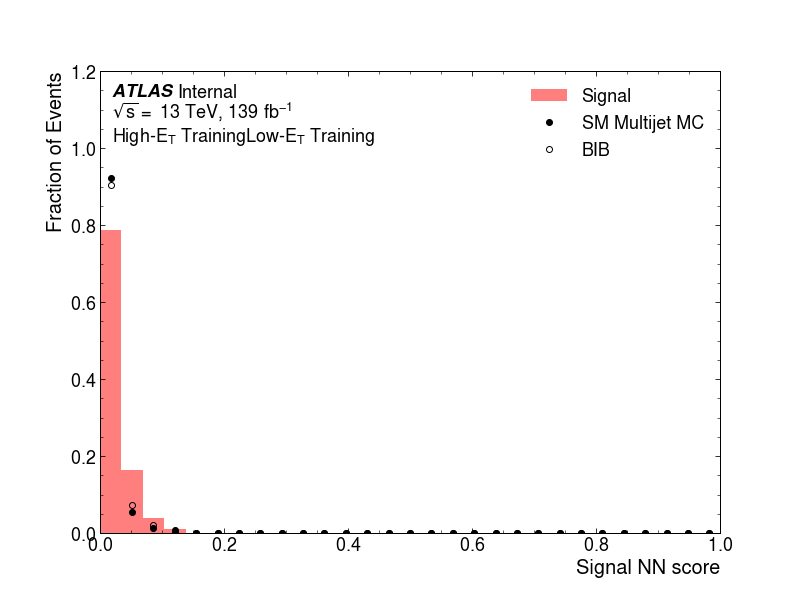 ATLAS Internal
√s = 13 TeV, 139 fb⁻¹
High-E_T TrainingLow-E_T Training
Signal
SM Multijet MC
BIB
Fraction of Events
1.2
1.0
0.8
0.6
0.4
0.2
0.0
0.0 0.2 0.4 0.6 0.8 1.0
Signal NN score